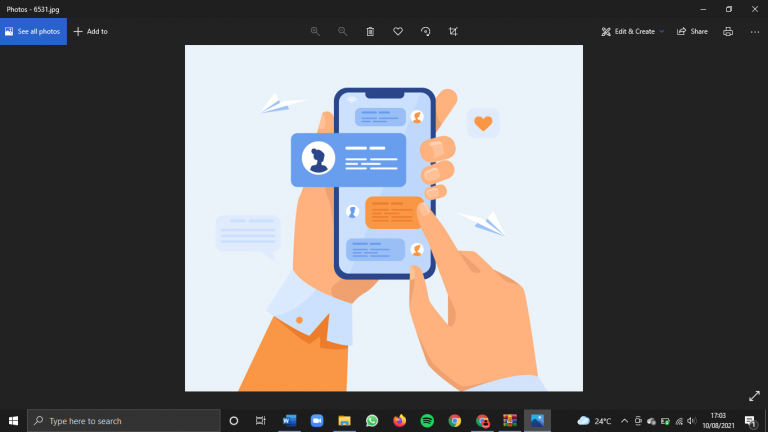 Photos - 6531.jpg
See all photos
Add to
Edit & Create
Share
Type here to search
24°C
17:03
10/08/2021